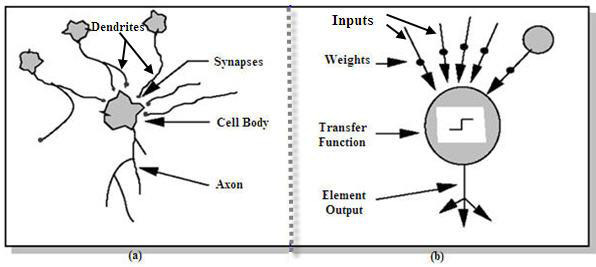 Dendrites
Synapses
Cell Body
Axon
(a)
Inputs
Weights
Transfer
Function
Element
Output
(b)